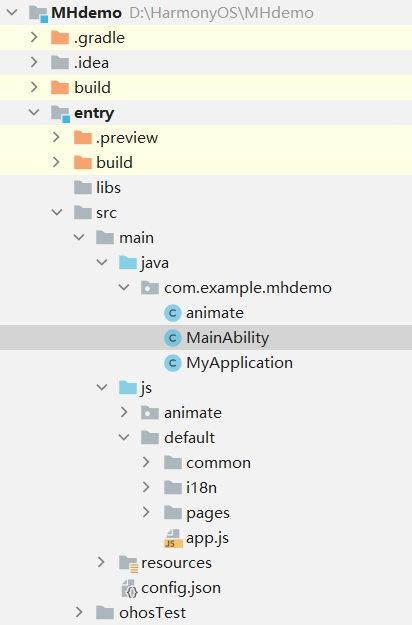 MHdemo D:\HarmonyOS\MHdemo
.gradle
.idea
build
entry
.preview
build
libs
src
main
java
com.example.mhdemo
C animate
C MainAbility
C MyApplication
js
animate
default
common
i18n
pages
JS app.js
resources
config.json
ohosTest